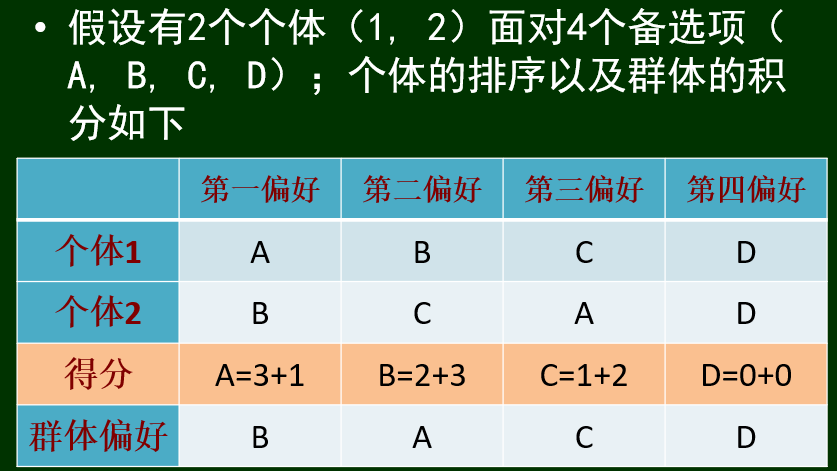 • 假设有2个个体（1, 2）面对4个备选项（
A, B, C, D）；个体的排序以及群体的积
分如下
第一偏好 第二偏好 第三偏好 第四偏好
个体1 A B C D
个体2 B C A D
得分 A=3+1 B=2+3 C=1+2 D=0+0
群体偏好 B A C D